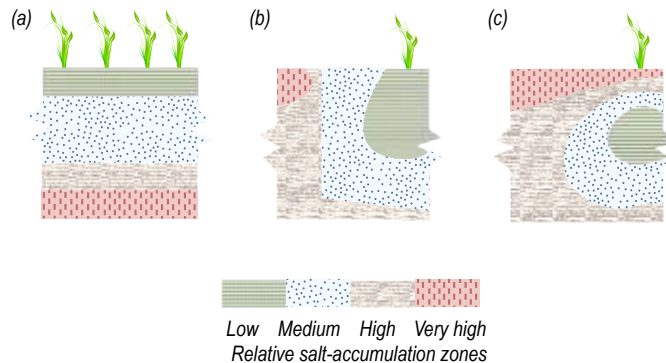 (a)
(b)
(c)
Low Medium High Very high
Relative salt-accumulation zones